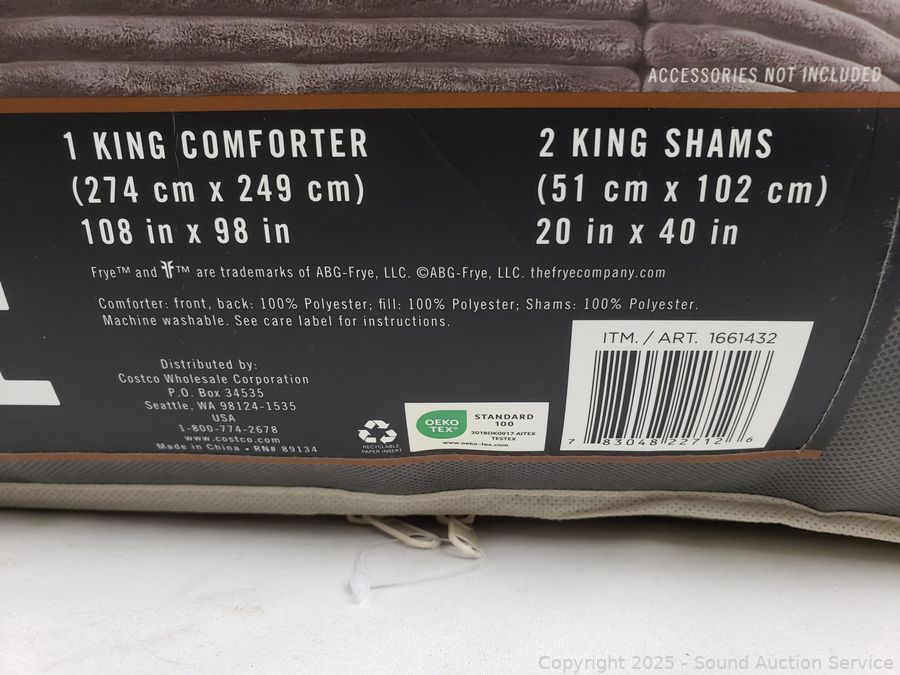 ACCESSORIES NOT INCLUDED
1 KING COMFORTER
(274 cm x 249 cm)
108 in x 98 in
2 KING SHAMS
(51 cm x 102 cm)
20 in x 40 in
Frye™ and ™ are trademarks of ABG-Frye, LLC. ©ABG-Frye, LLC. thefryecompany.com
Comforter: front, back: 100% Polyester; fill: 100% Polyester; Shams: 100% Polyester.
Machine washable. See care label for instructions.
Distributed by:
Costco Wholesale Corporation
P.O. Box 34535
Seattle, WA 98124-1535
USA
1-800-774-2678
www.costco.com
Made in China • RN# 89134
RECYCLABLE
PAPER INSERT
OEKO
TEX®
STANDARD
100
2018OK0917 AITEX
TESTEX
www.oeko-tex.com
ITM. / ART. 1661432
7 83048 22712 6
Copyright 2025 - Sound Auction Service